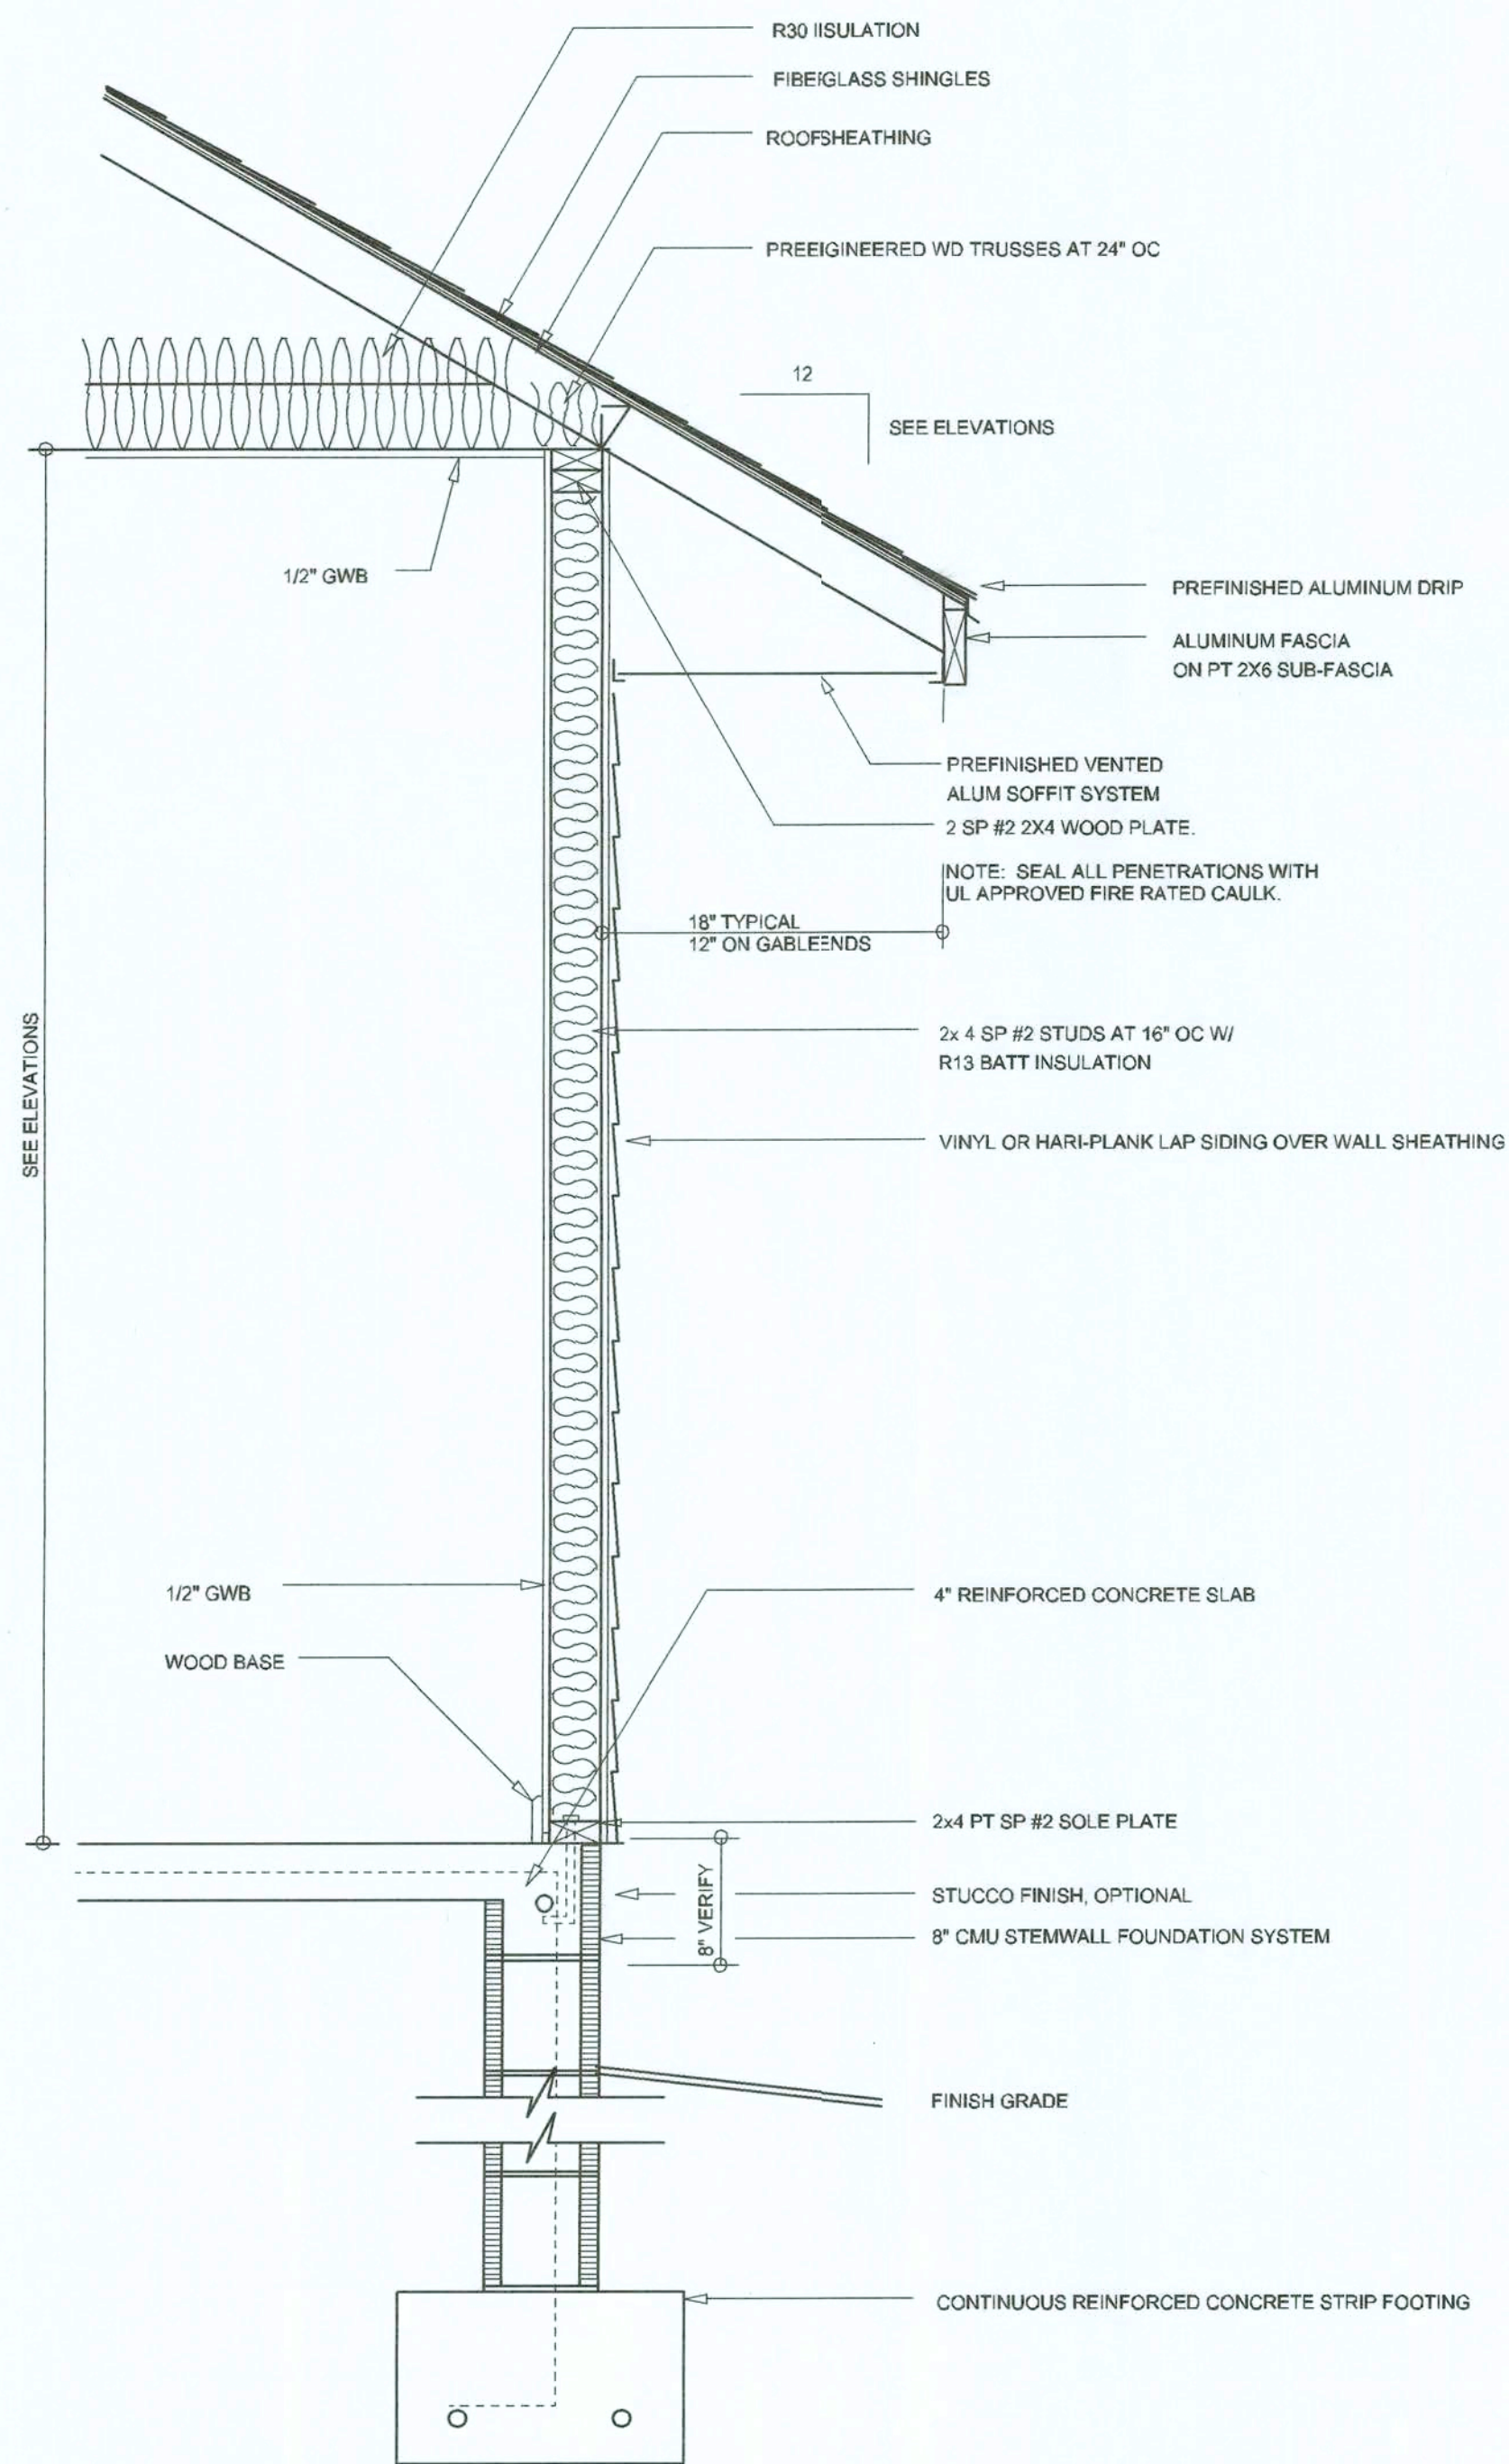 R30 IISULATION
FIBEIGLASS SHINGLES
ROOFSHEATHING
PREEIGINEERED WD TRUSSES AT 24" OC
12
SEE ELEVATIONS
1/2" GWB
PREFINISHED ALUMINUM DRIP
ALUMINUM FASCIA
ON PT 2X6 SUB-FASCIA
PREFINISHED VENTED
ALUM SOFFIT SYSTEM
2 SP #2 2X4 WOOD PLATE.
NOTE: SEAL ALL PENETRATIONS WITH
UL APPROVED FIRE RATED CAULK.
18" TYPICAL
12" ON GABLEENDS
SEE ELEVATIONS
2x 4 SP #2 STUDS AT 16" OC W/
R13 BATT INSULATION
VINYL OR HARI-PLANK LAP SIDING OVER WALL SHEATHING
1/2" GWB
4" REINFORCED CONCRETE SLAB
WOOD BASE
2x4 PT SP #2 SOLE PLATE
8" VERIFY
STUCCO FINISH, OPTIONAL
8" CMU STEMWALL FOUNDATION SYSTEM
FINISH GRADE
CONTINUOUS REINFORCED CONCRETE STRIP FOOTING